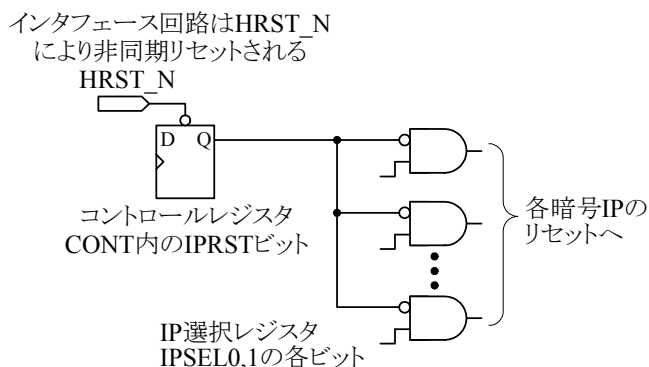 インタフェース回路はHRST_N
により非同期リセットされる
HRST_N
D Q
コントロールレジスタ
CONT内のIPRSTビット
各暗号IPの
リセットへ
IP選択レジスタ
IPSEL0,1の各ビット